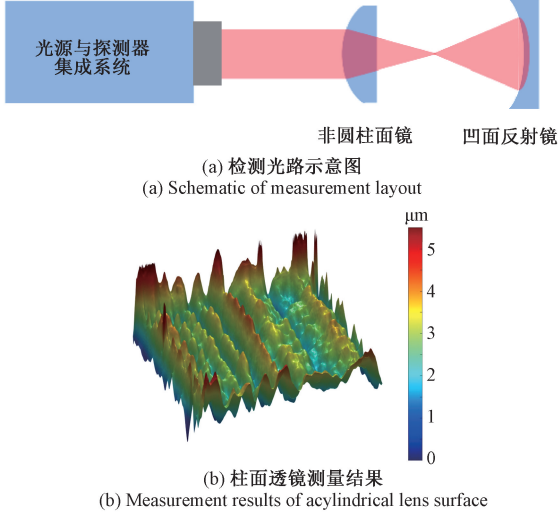 光源与探测器
集成系统
非圆柱面镜
凹面反射镜
(a) 检测光路示意图
(a) Schematic of measurement layout
μm
5
4
3
2
1
0
(b) 柱面透镜测量结果
(b) Measurement results of acylindrical lens surface